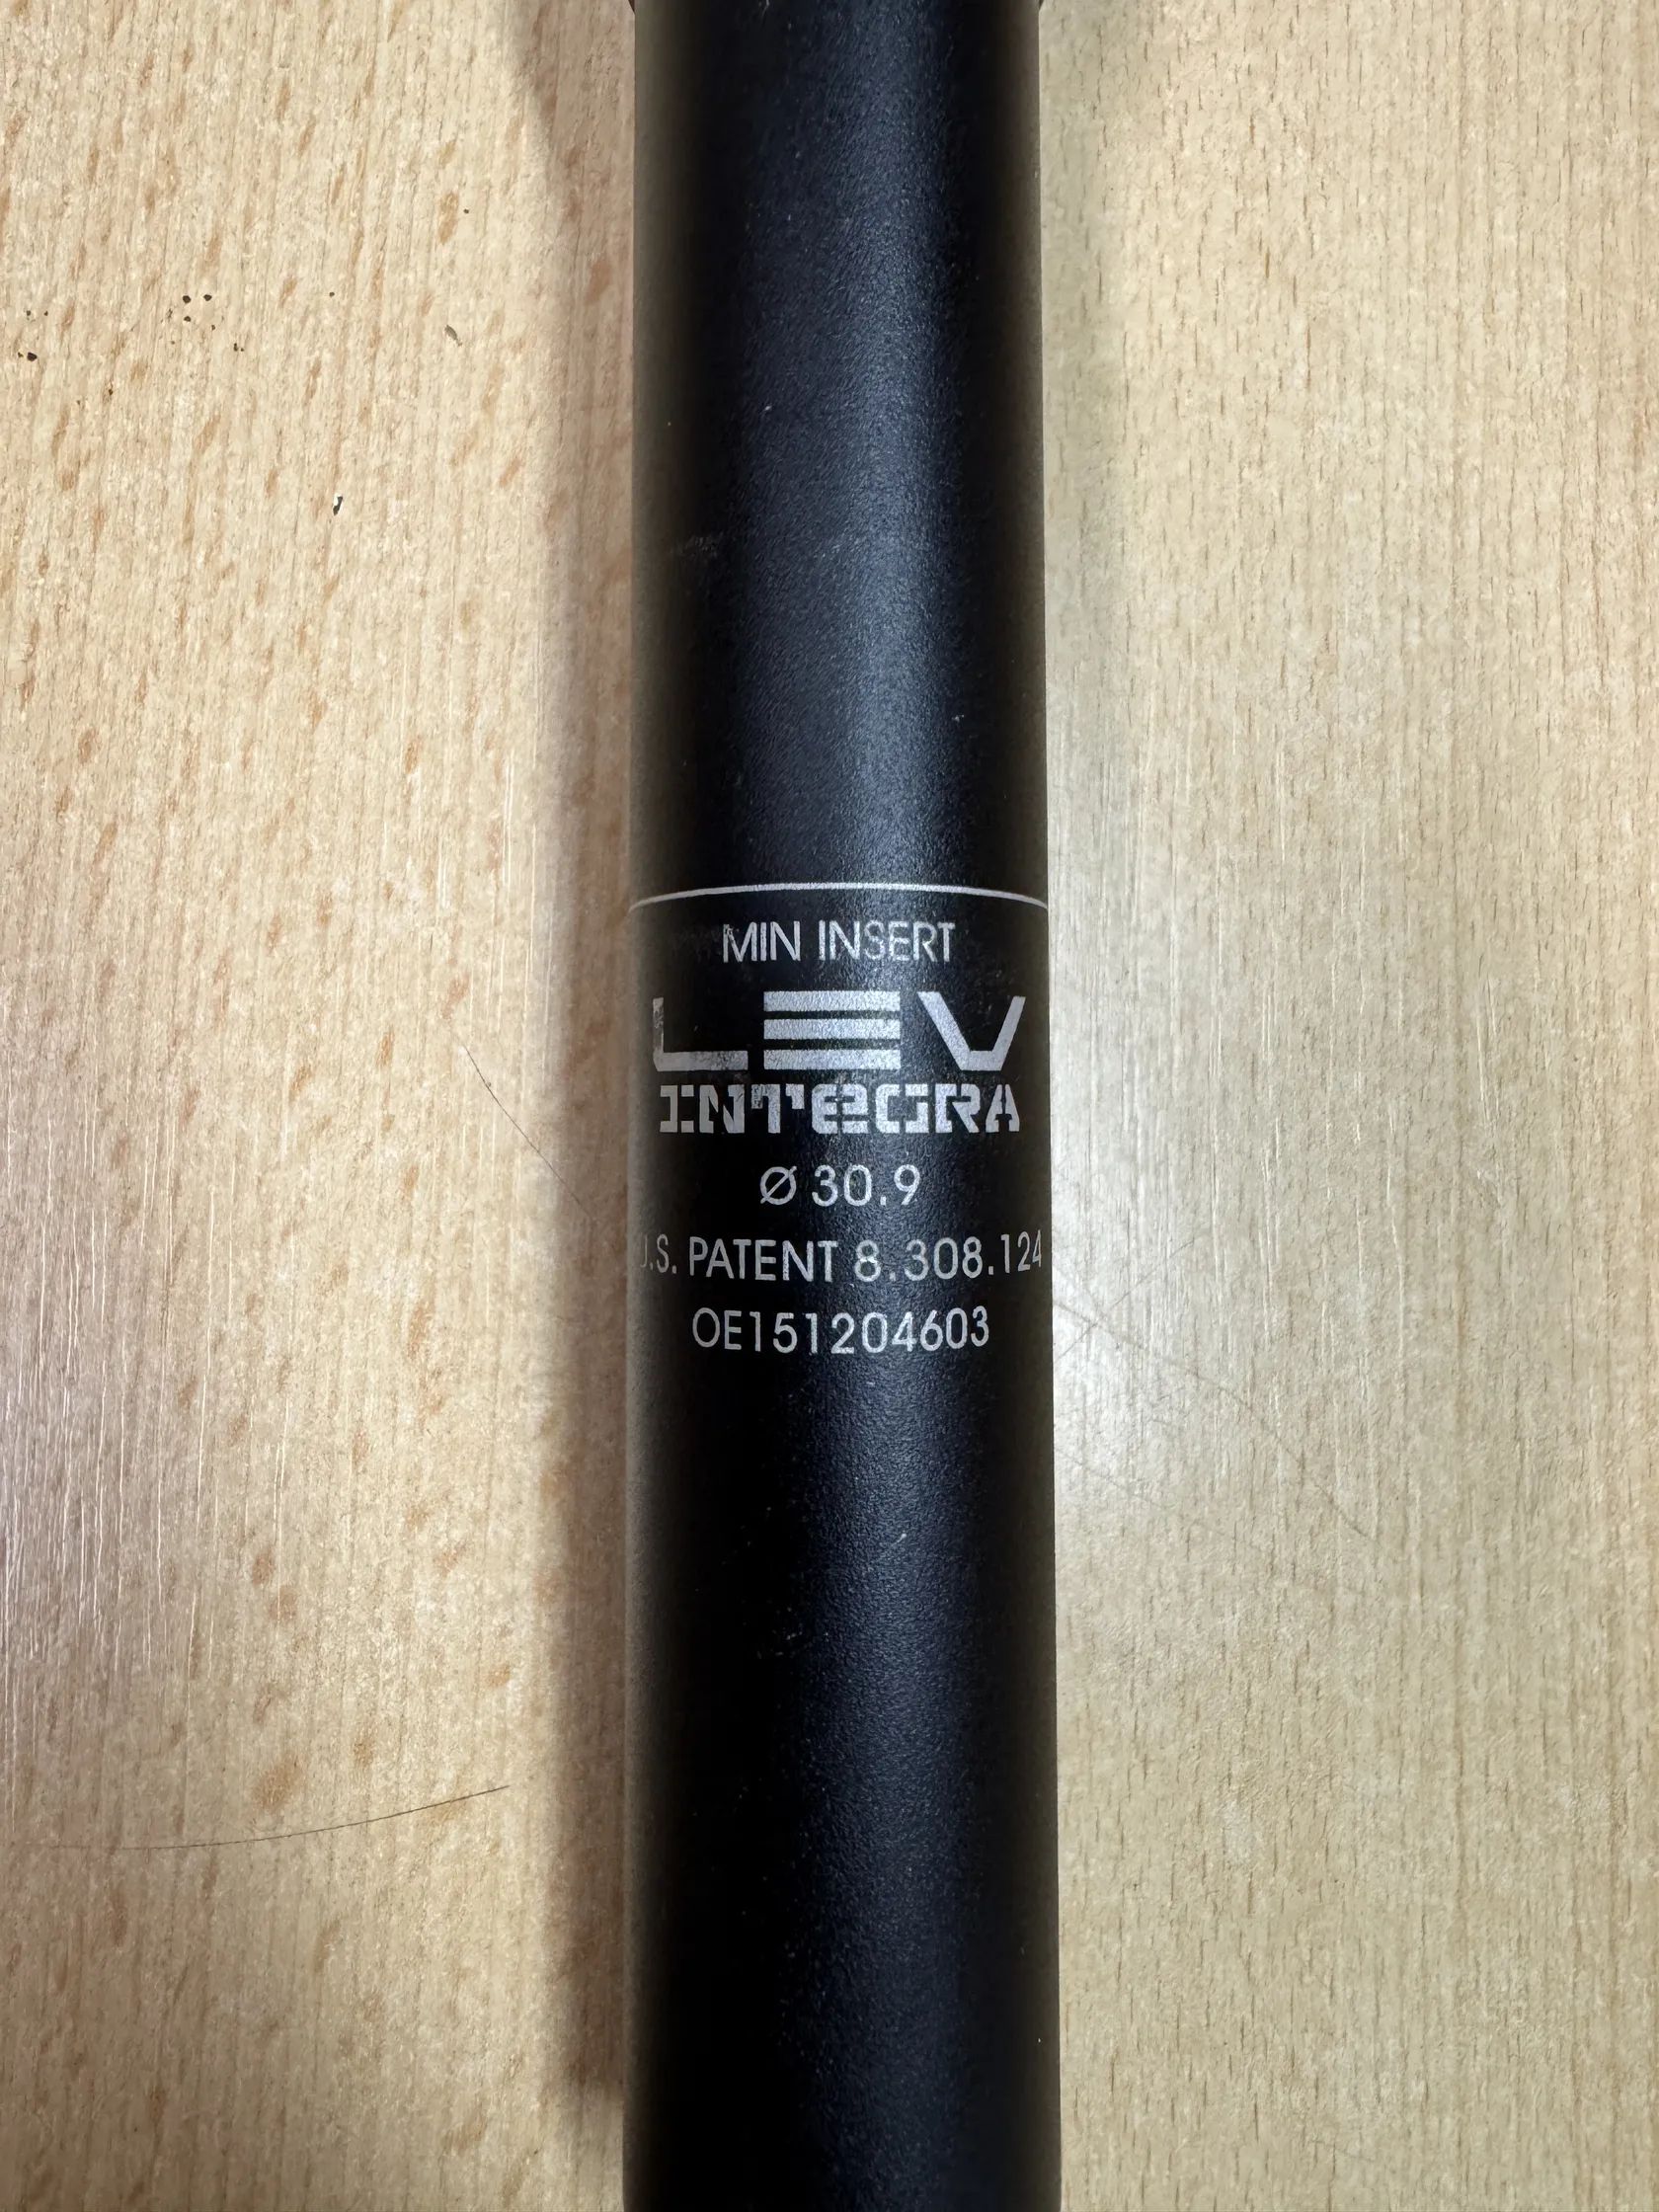 MIN INSERT
LEV
INTEGRA
Ø 30.9
U.S. PATENT 8.308.124
OE151204603